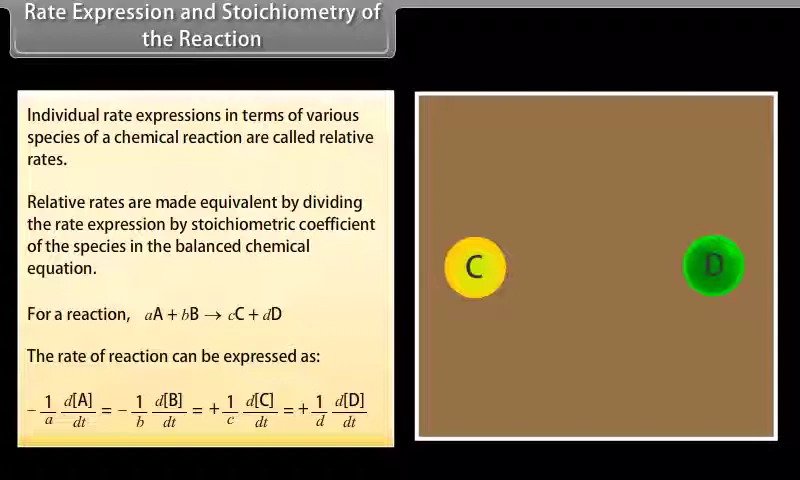 Rate Expression and Stoichiometry of
the Reaction
Individual rate expressions in terms of various
species of a chemical reaction are called relative
rates.
Relative rates are made equivalent by dividing
the rate expression by stoichiometric coefficient
of the species in the balanced chemical
equation.
For a reaction, aA + bB → cC + dD
The rate of reaction can be expressed as:
− 1/a d[A]/dt = − 1/b d[B]/dt = + 1/c d[C]/dt = + 1/d d[D]/dt
C
D